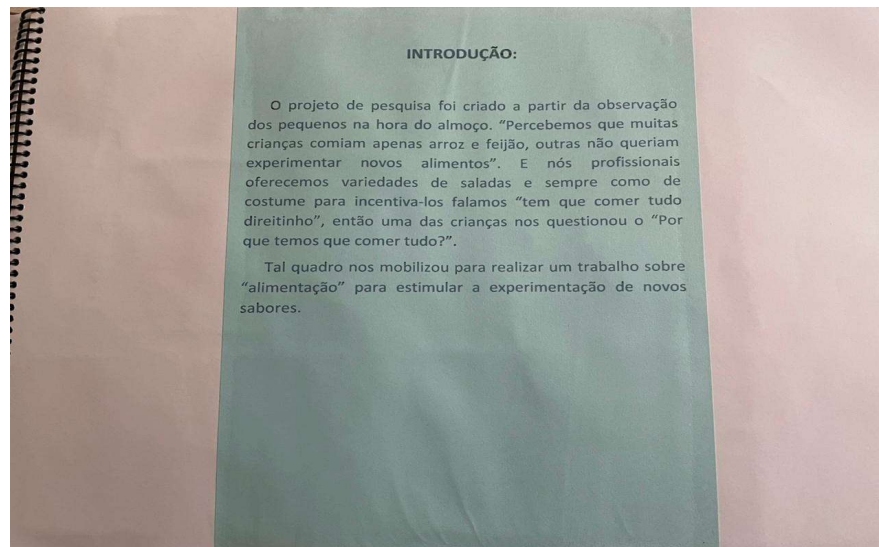 INTRODUÇÃO:
O projeto de pesquisa foi criado a partir da observação
dos pequenos na hora do almoço. “Percebemos que muitas
crianças comiam apenas arroz e feijão, outras não queriam
experimentar novos alimentos”. E nós profissionais
oferecemos variedades de saladas e sempre como de
costume para incentiva-los falamos “tem que comer tudo
direitinho”, então uma das crianças nos questionou o “Por
que temos que comer tudo?”.
Tal quadro nos mobilizou para realizar um trabalho sobre
“alimentação” para estimular a experimentação de novos
sabores.